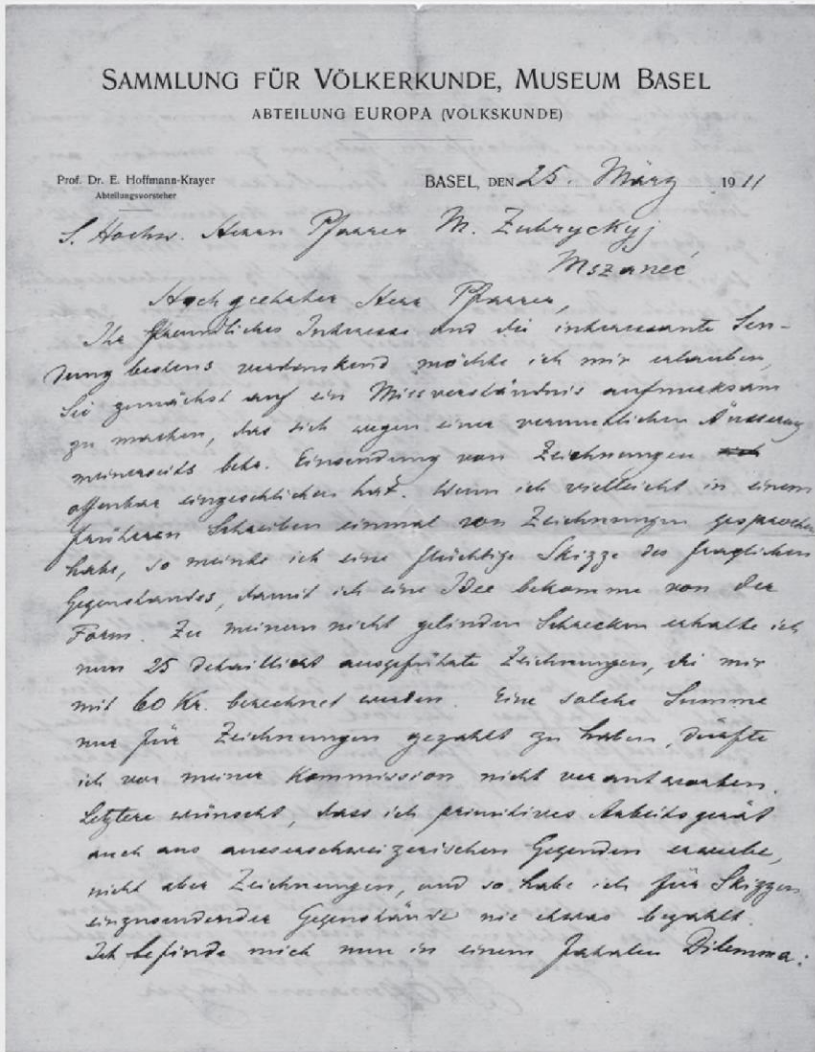 SAMMLUNG FÜR VÖLKERKUNDE, MUSEUM BASEL
ABTEILUNG EUROPA (VOLKSKUNDE)
Prof. Dr. E. Hoffmann-Krayer
Abteilungsvorsteher
BASEL, DEN 25. März 1911
S. Hochw. Herrn Pfarrer M. Zubryckyj
Mszaneć
Hochgeehrter Herr Pfarrer,
Ihr freundliches Interesse und die interessante Sen-
dung bestens verdankend möchte ich mir erlauben,
Sie zunächst auf ein Missverständnis aufmerksam
zu machen, das sich wegen einer vermeintlichen Äusserung
meinerseits betr. Einsendung von Zeichnungen
offenbar eingeschlichen hat. Wenn ich vielleicht in einem
früheren Schreiben einmal von Zeichnungen gesprochen
habe, so meinte ich eine flüchtige Skizze des fraglichen
Gegenstandes, damit ich eine Idee bekomme von der
Form. Zu meinem nicht gelinden Schrecken erhalte ich
nun 25 detailliert ausgeführte Zeichnungen, die mir
mit 60 Kr. berechnet werden. Eine solche Summe
nur für Zeichnungen gezahlt zu haben, dürfte
ich vor meiner Kommission nicht verantworten.
Letztere wünscht, dass ich primitives Arbeitsgerät
auch aus ausserschweizerischen Gegenden erwerbe,
nicht aber Zeichnungen, und so habe ich für Skizzen
einzusendender Gegenstände nie etwas bezahlt.
Ich befinde mich nun in einem fatalen Dilemma: